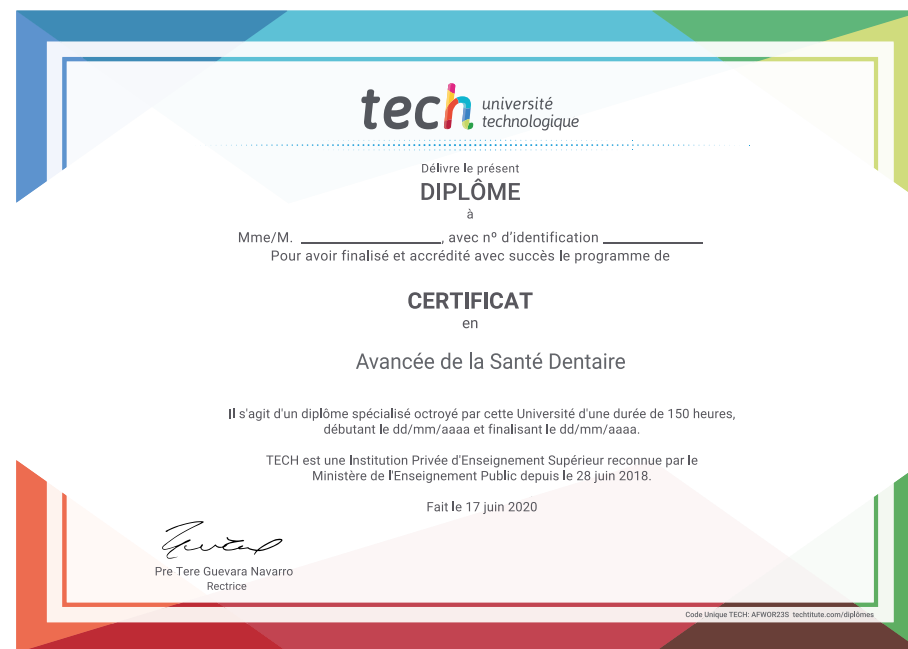 tech université
technologique
Délivre le présent
DIPLÔME
à
Mme/M. ____________________, avec nº d'identification ______________
Pour avoir finalisé et accrédité avec succès le programme de
CERTIFICAT
en
Avancée de la Santé Dentaire
Il s'agit d'un diplôme spécialisé octroyé par cette Université d'une durée de 150 heures,
débutant le dd/mm/aaaa et finalisant le dd/mm/aaaa.
TECH est une Institution Privée d'Enseignement Supérieur reconnue par le
Ministère de l'Enseignement Public depuis le 28 juin 2018.
Fait le 17 juin 2020
Pre Tere Guevara Navarro
Rectrice
Code Unique TECH: AFWOR23S techtitute.com/diplômes